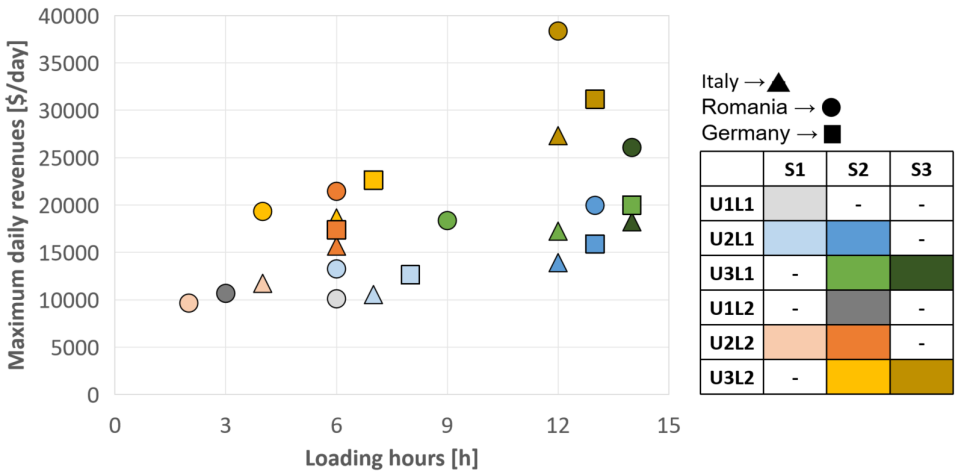 Maximum daily revenues [$/day]
40000
35000
30000
25000
20000
15000
10000
5000
0
0 3 6 9 12 15
Loading hours [h]
Italy →
Romania →
Germany →
S1 S2 S3
U1L1 - -
U2L1 -
U3L1 -
U1L2 - -
U2L2 -
U3L2 -